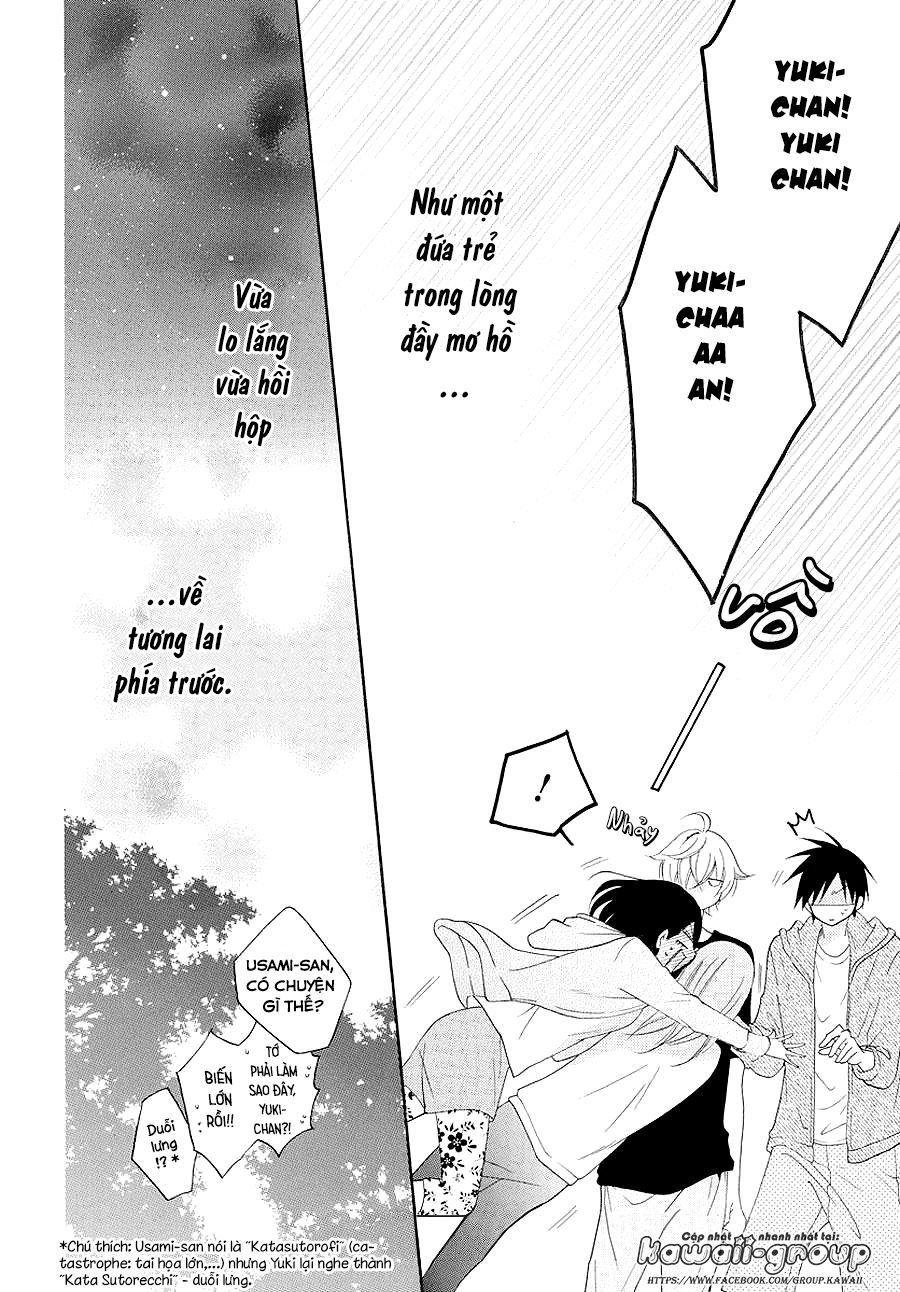 YUKI-
CHAN!
YUKI
CHAN!
YUKI-
CHAA
AA
AN!
Như một
đứa trẻ
trong lòng
đầy mơ hồ
...
Vừa
lo lắng
vừa hồi
hộp
...về
tương lai
phía trước.
VỒ
!
Nhảy
USAMI-SAN,
CÓ CHUYỆN
GÌ THẾ?
TỚ
PHẢI LÀM
SAO ĐÂY,
YUKI-
CHAN?!
BIẾN
LỚN
RỒI!!
Duỗi
lưng
!? *
*Chú thích: Usami-san nói là "Katasutorofi" (ca-
tastrophe: tai họa lớn,...) nhưng Yuki lại nghe thành
"Kata Sutorecchi" - duỗi lưng.
Cập nhật nhanh nhất tại:
Kawaii-group
HTTPS://WWW.FACEBOOK.COM/GROUP.KAWAII